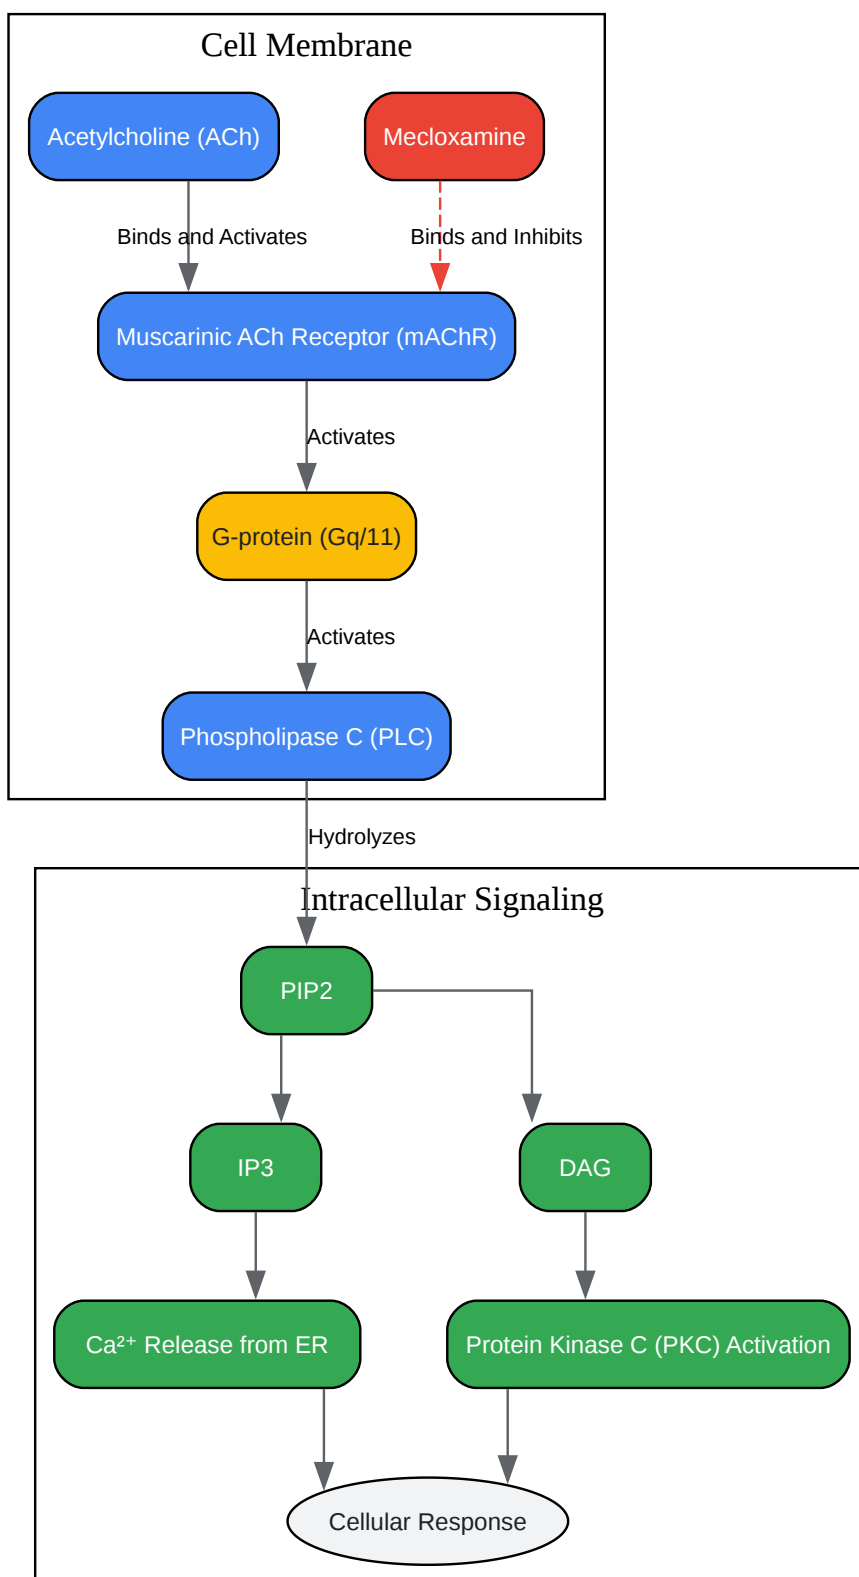 Cell Membrane
Acetylcholine (ACh)
Mecloxamine
Binds and Activates
Binds and Inhibits
Muscarinic ACh Receptor (mAChR)
Activates
G-protein (Gq/11)
Activates
Phospholipase C (PLC)
Hydrolyzes
Intracellular Signaling
PIP2
IP3
DAG
Ca²⁺ Release from ER
Protein Kinase C (PKC) Activation
Cellular Response